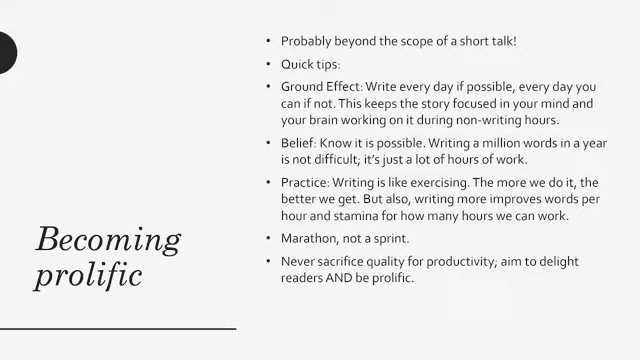 Becoming
prolific
• Probably beyond the scope of a short talk!
• Quick tips:
• Ground Effect: Write every day if possible, every day you
can if not. This keeps the story focused in your mind and
your brain working on it during non-writing hours.
• Belief: Know it is possible. Writing a million words in a year
is not difficult; it's just a lot of hours of work.
• Practice: Writing is like exercising. The more we do it, the
better we get. But also, writing more improves words per
hour and stamina for how many hours we can work.
• Marathon, not a sprint.
• Never sacrifice quality for productivity; aim to delight
readers AND be prolific.